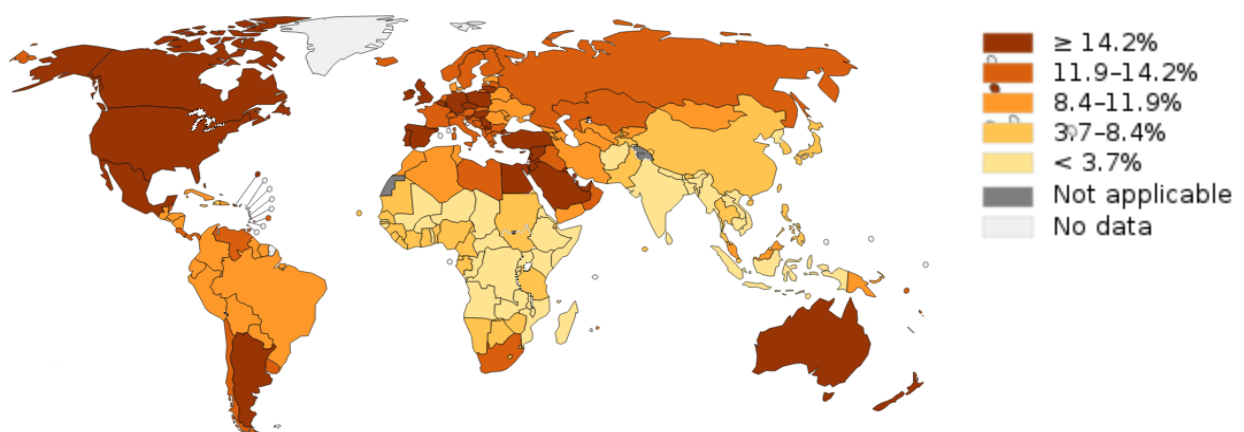 ≥ 14.2%
11.9–14.2%
8.4–11.9%
3.7–8.4%
< 3.7%
Not applicable
No data